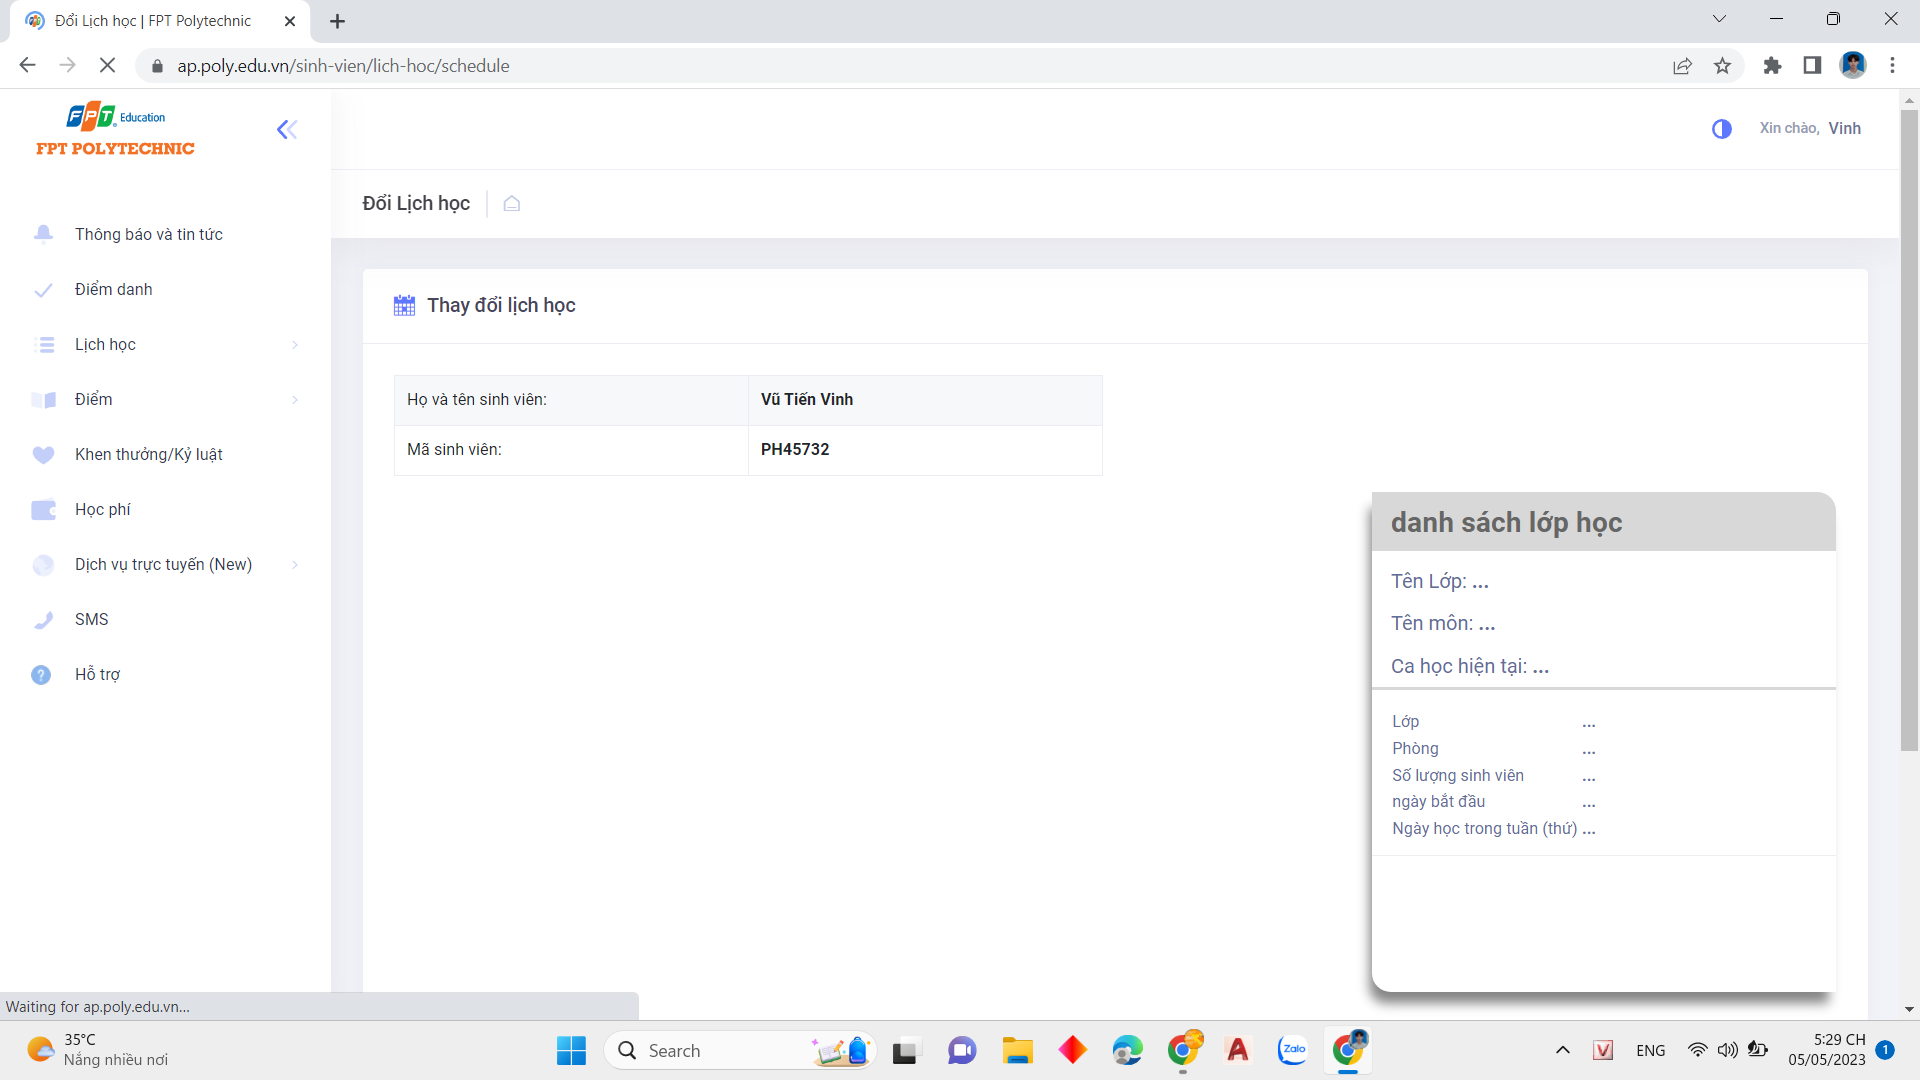 Đổi Lịch học | FPT Polytechnic
ap.poly.edu.vn/sinh-vien/lich-hoc/schedule
FPT Education
FPT POLYTECHNIC
Xin chào, Vinh
Đổi Lịch học
Thông báo và tin tức
Điểm danh
Lịch học
Điểm
Khen thưởng/Kỷ luật
Học phí
Dịch vụ trực tuyến (New)
SMS
Hỗ trợ
Thay đổi lịch học
Họ và tên sinh viên: Vũ Tiến Vinh
Mã sinh viên: PH45732
danh sách lớp học
Tên Lớp: ...
Tên môn: ...
Ca học hiện tại: ...
Lớp ...
Phòng ...
Số lượng sinh viên ...
ngày bắt đầu ...
Ngày học trong tuần (thứ) ...
Waiting for ap.poly.edu.vn...
35°C
Nắng nhiều nơi
Search
Zalo
ENG
5:29 CH
05/05/2023
1